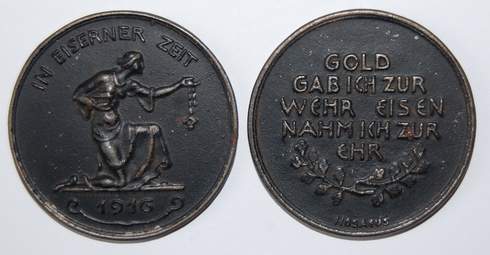 IN EISERNER ZEIT
1916
GOLD
GAB ICH ZUR
WEHR EISEN
NAHM ICH ZUR
EHR